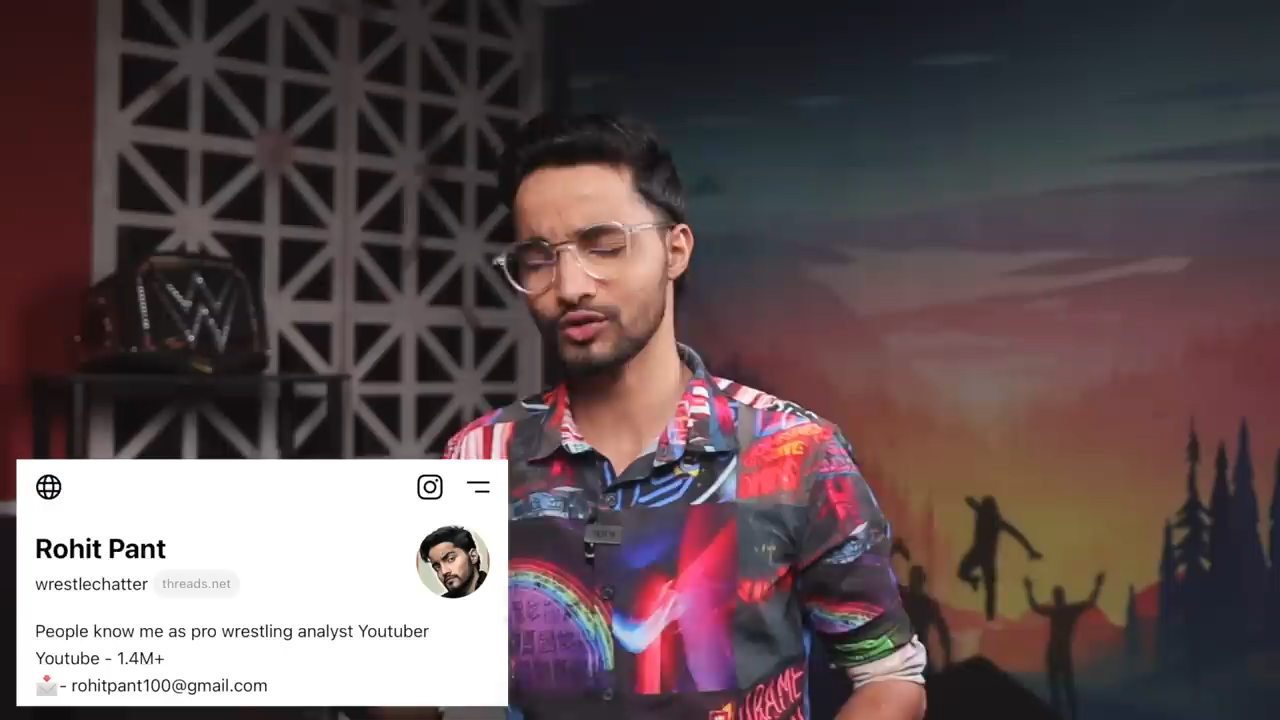 W
Rohit Pant
wrestlechatter threads.net
People know me as pro wrestling analyst Youtuber
Youtube - 1.4M+
📩- rohitpant100@gmail.com